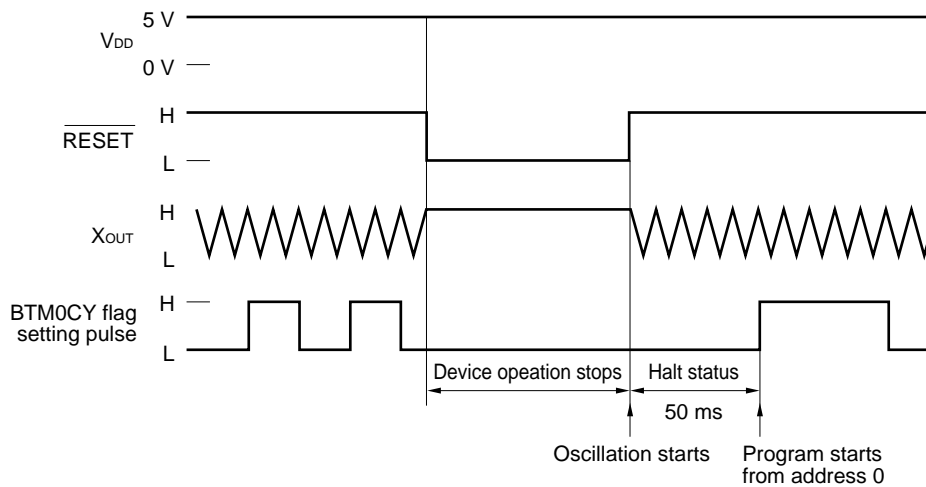 5 V
VDD
0 V
H
RESET
L
H
XOUT
L
H
BTM0CY flag
setting pulse
L
Device opeation stops
Halt status
50 ms
Oscillation starts
Program starts
from address 0